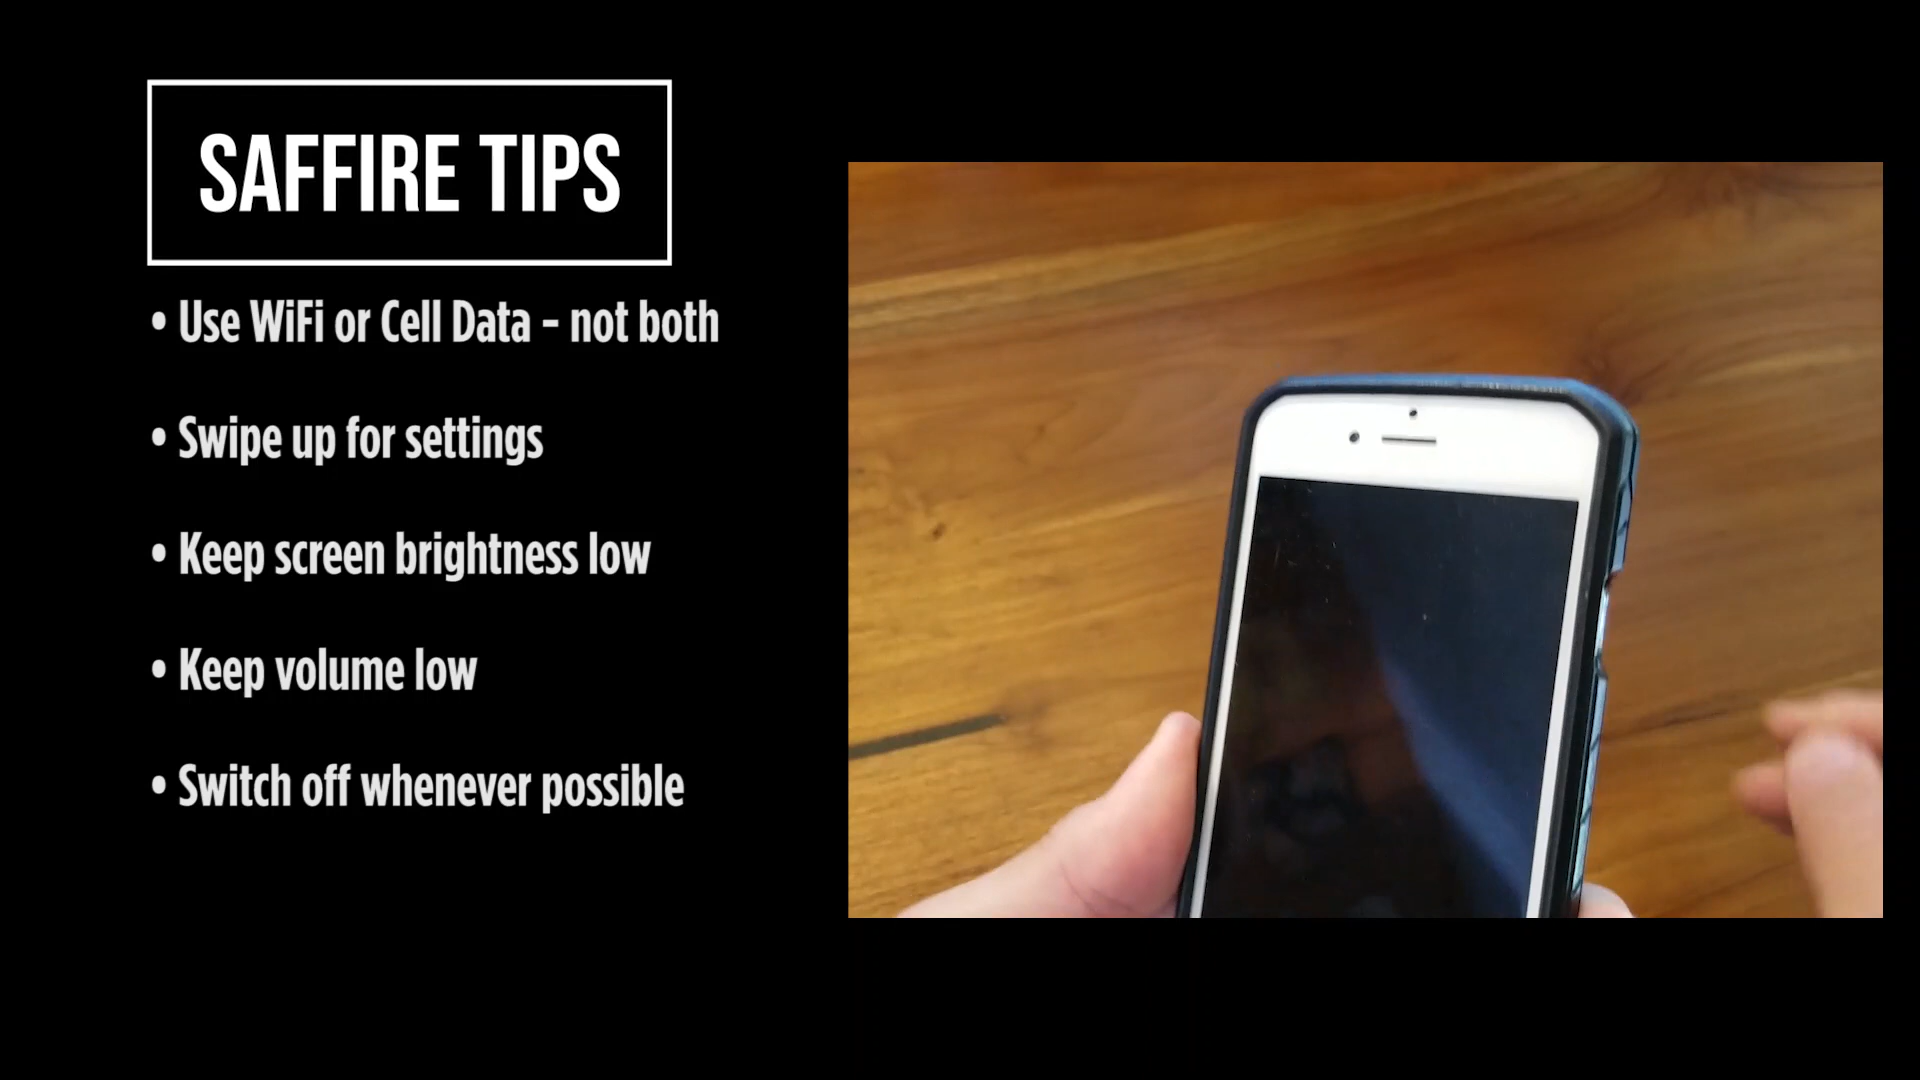 SAFFIRE TIPS
• Use WiFi or Cell Data - not both
• Swipe up for settings
• Keep screen brightness low
• Keep volume low
• Switch off whenever possible